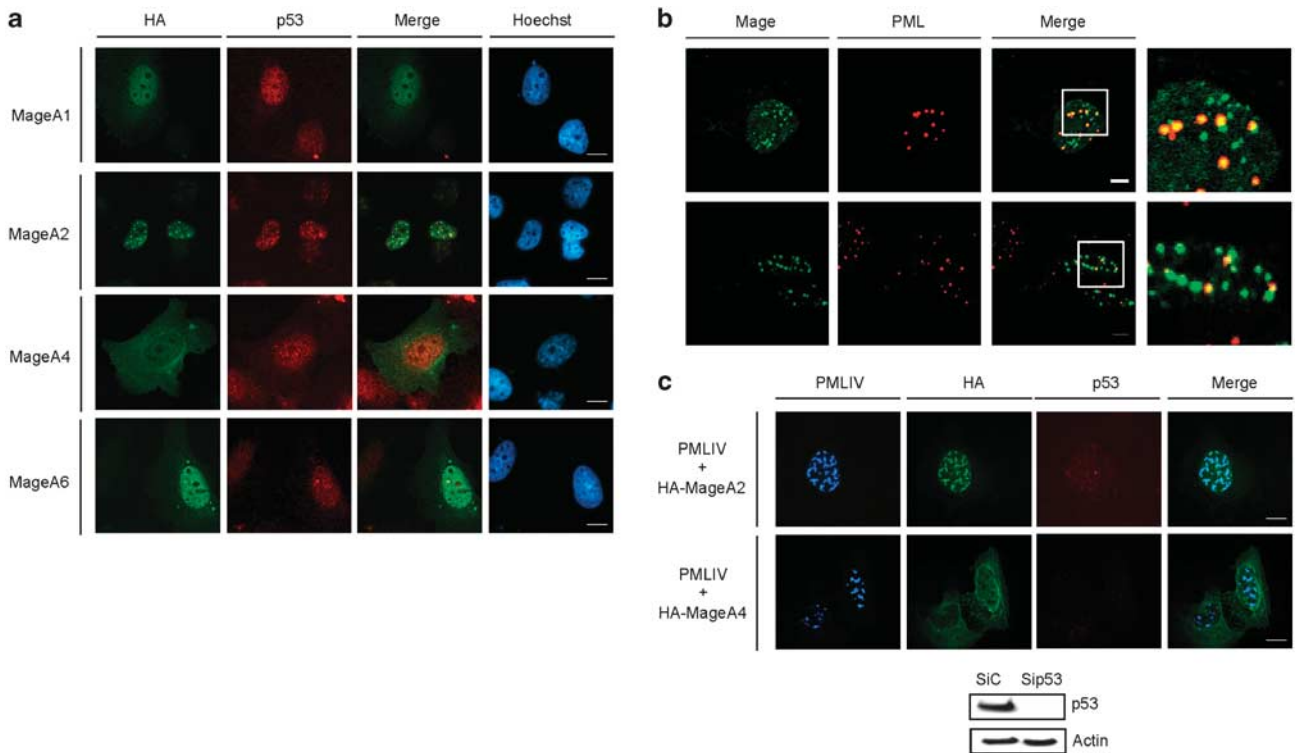 a
HA p53 Merge Hoechst
MageA1
MageA2
MageA4
MageA6
b
Mage PML Merge
c
PMLIV HA p53 Merge
PMLIV
+
HA-MageA2
PMLIV
+
HA-MageA4
SiC Sip53
p53
Actin